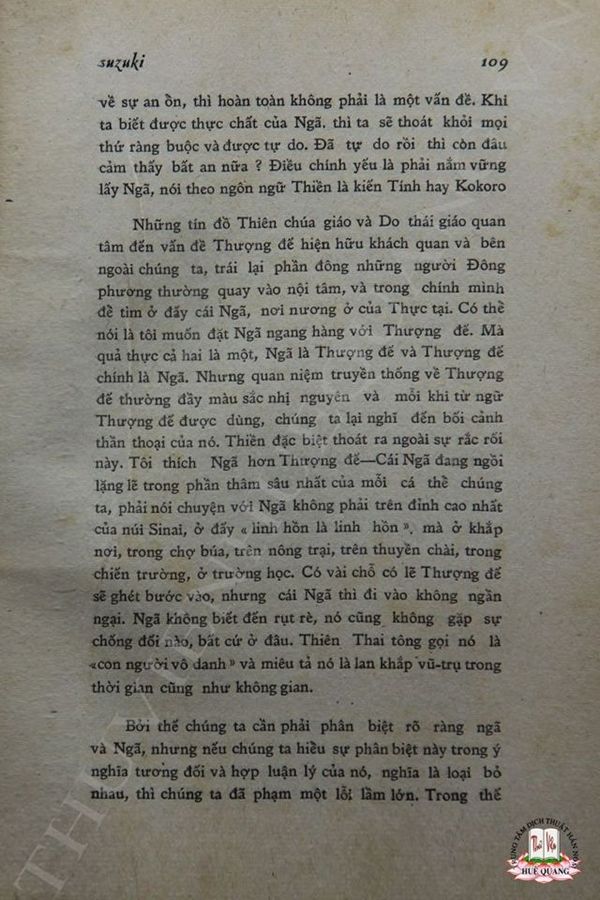 suzuki 109
về sự an ồn, thì hoàn toàn không phải là một vấn đề. Khi
ta biết được thực chất của Ngã, thì ta sẽ thoát khỏi mọi
thứ ràng buộc và được tự do. Đã tự do rồi thì còn đâu
cảm thấy bất an nữa ? Điều chính yếu là phải nắm vững
lấy Ngã, nói theo ngôn ngữ Thiền là kiến Tính hay Kokoro
Những tín đồ Thiên chúa giáo và Do thái giáo quan
tâm đến vấn đề Thượng đế hiện hữu khách quan và bên
ngoài chúng ta, trái lại phần đông những người Đông
phương thường quay vào nội tâm, và trong chính mình
đề tìm ở đấy cái Ngã, nơi nương ở của Thực tại. Có thể
nói là tôi muốn đặt Ngã ngang hàng với Thượng đế. Mà
quả thực cả hai là một, Ngã là Thượng đế và Thượng đế
chính là Ngã. Nhưng quan niệm truyền thống về Thượng
đế thường đầy màu sắc nhị nguyên và mỗi khi từ ngữ
Thượng đế được dùng, chúng ta lại nghĩ đến bối cảnh
thần thoại của nó. Thiền đặc biệt thoát ra ngoài sự rắc rối
này. Tôi thích Ngã hơn Thượng đế—Cái Ngã đang ngồi
lặng lẽ trong phần thâm sâu nhất của mỗi cá thể chúng
ta, phải nói chuyện với Ngã không phải trên đỉnh cao nhất
của núi Sinai, ở đấy « linh hồn là linh hồn », mà ở khắp
nơi, trong chợ búa, trên nông trại, trên thuyền chài, trong
chiến trường, ở trường học. Có vài chỗ có lẽ Thượng đế
sẽ ghét bước vào, nhưng cái Ngã thì đi vào không ngần
ngại. Ngã không biết đến rụt rè, nó cũng không gặp sự
chống đối nào, bất cứ ở đâu. Thiên Thai tông gọi nó là
«con người vô danh» và miêu tả nó là lan khắp vũ-trụ trong
thời gian cũng như không gian.
Bởi thế chúng ta cần phải phân biệt rõ ràng ngã
và Ngã, nhưng nếu chúng ta hiểu sự phân biệt này trong ý
nghĩa tương đối và hợp luận lý của nó, nghĩa là loại bỏ
nhau, thì chúng ta đã phạm một lỗi lầm lớn. Trong thế
TRUNG TÂM DỊCH THUẬT HÁN NÔM
HUỆ QUANG